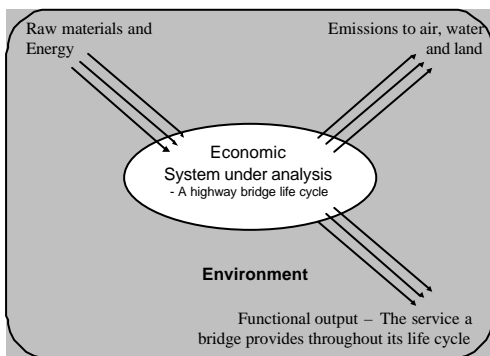 Raw materials and
Energy
Emissions to air, water
and land
Economic
System under analysis
- A highway bridge life cycle
Environment
Functional output – The service a
bridge provides throughout its life cycle